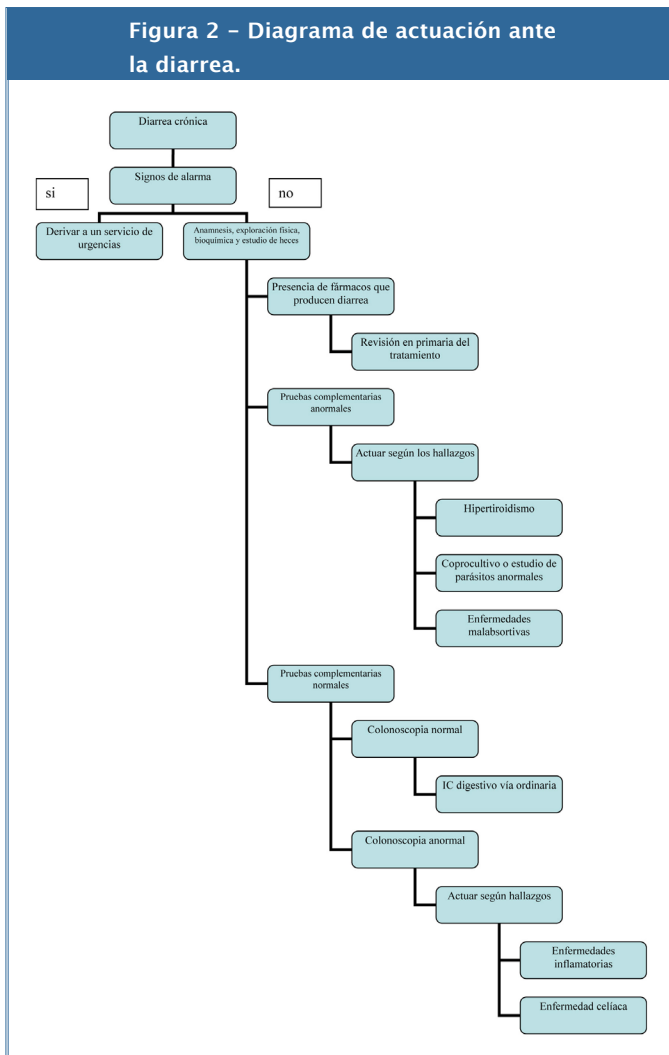 Figura 2 – Diagrama de actuación ante
la diarrea.
Diarrea crónica
Signos de alarma
si
no
Derivar a un servicio de
urgencias
Anamnesis, exploración física,
bioquímica y estudio de heces
Presencia de fármacos que
producen diarrea
Revisión en primaria del
tratamiento
Pruebas complementarias
anormales
Actuar según los hallazgos
Hipertiroidismo
Coprocultivo o estudio de
parásitos anormales
Enfermedades
malabsortivas
Pruebas complementarias
normales
Colonoscopia normal
IC digestivo vía ordinaria
Colonoscopia anormal
Actuar según hallazgos
Enfermedades
inflamatorias
Enfermedad celíaca